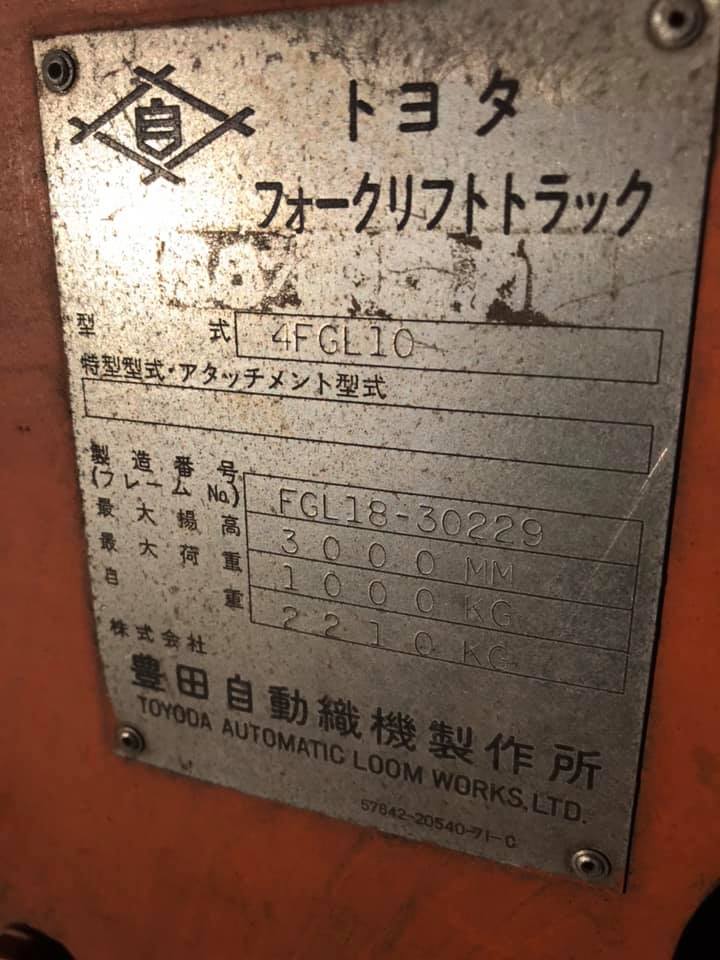 自
トヨタ
フォークリフトトラック
型式 4FGL10
特型型式・アタッチメント型式
製造番号
(フレームNo.) FGL18-30229
最大揚高 3000MM
最大荷重 1000KG
自重 2210KG
株式会社
豊田自動織機製作所
TOYODA AUTOMATIC LOOM WORKS, LTD.
57642-20540-71-C